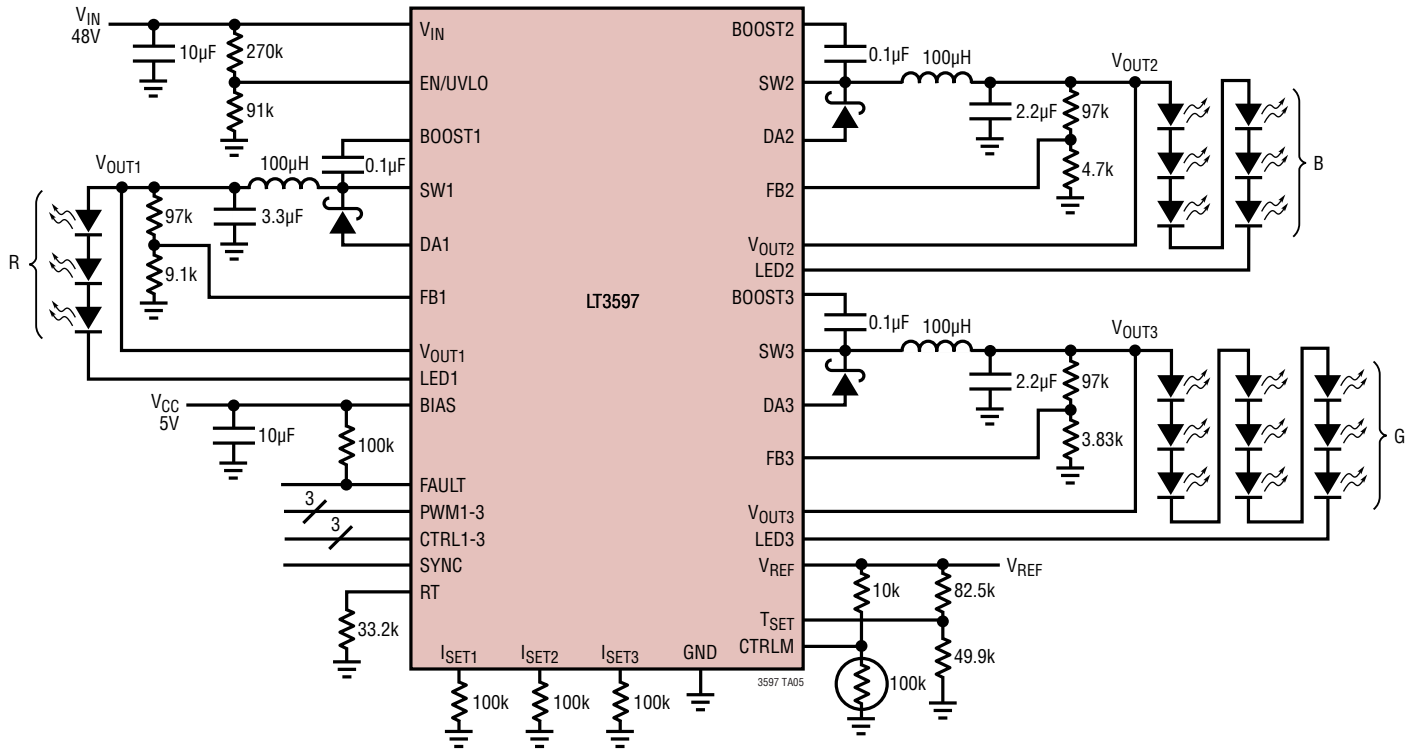 VIN
48V
10µF
270k
91k
VIN
EN/UVLO
BOOST1
SW1
DA1
FB1
VOUT1
LED1
BIAS
FAULT
PWM1-3
CTRL1-3
SYNC
RT
VOUT1
100µH
0.1µF
97k
3.3µF
9.1k
R
VCC
5V
10µF
100k
3
3
33.2k
ISET1
ISET2
ISET3
GND
100k
100k
100k
LT3597
3597 TA05
BOOST2
SW2
DA2
FB2
VOUT2
LED2
BOOST3
SW3
DA3
FB3
VOUT3
LED3
VREF
TSET
CTRLM
0.1µF
100µH
VOUT2
2.2µF
97k
4.7k
B
0.1µF
100µH
VOUT3
2.2µF
97k
3.83k
G
VREF
10k
82.5k
49.9k
100k